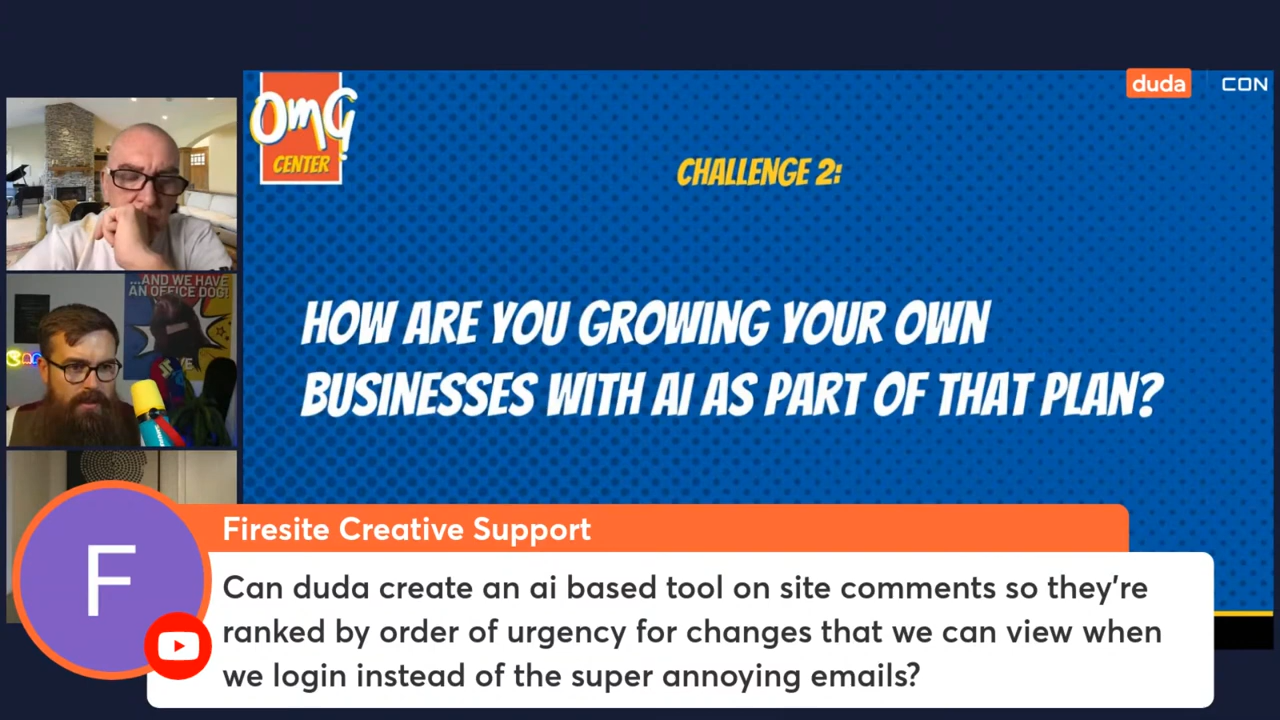 duda CON
OMG
CENTER
CHALLENGE 2:
HOW ARE YOU GROWING YOUR OWN
BUSINESSES WITH AI AS PART OF THAT PLAN?
...AND WE HAVE
AN OFFICE DOG!
F
Firesite Creative Support
Can duda create an ai based tool on site comments so they're
ranked by order of urgency for changes that we can view when
we login instead of the super annoying emails?